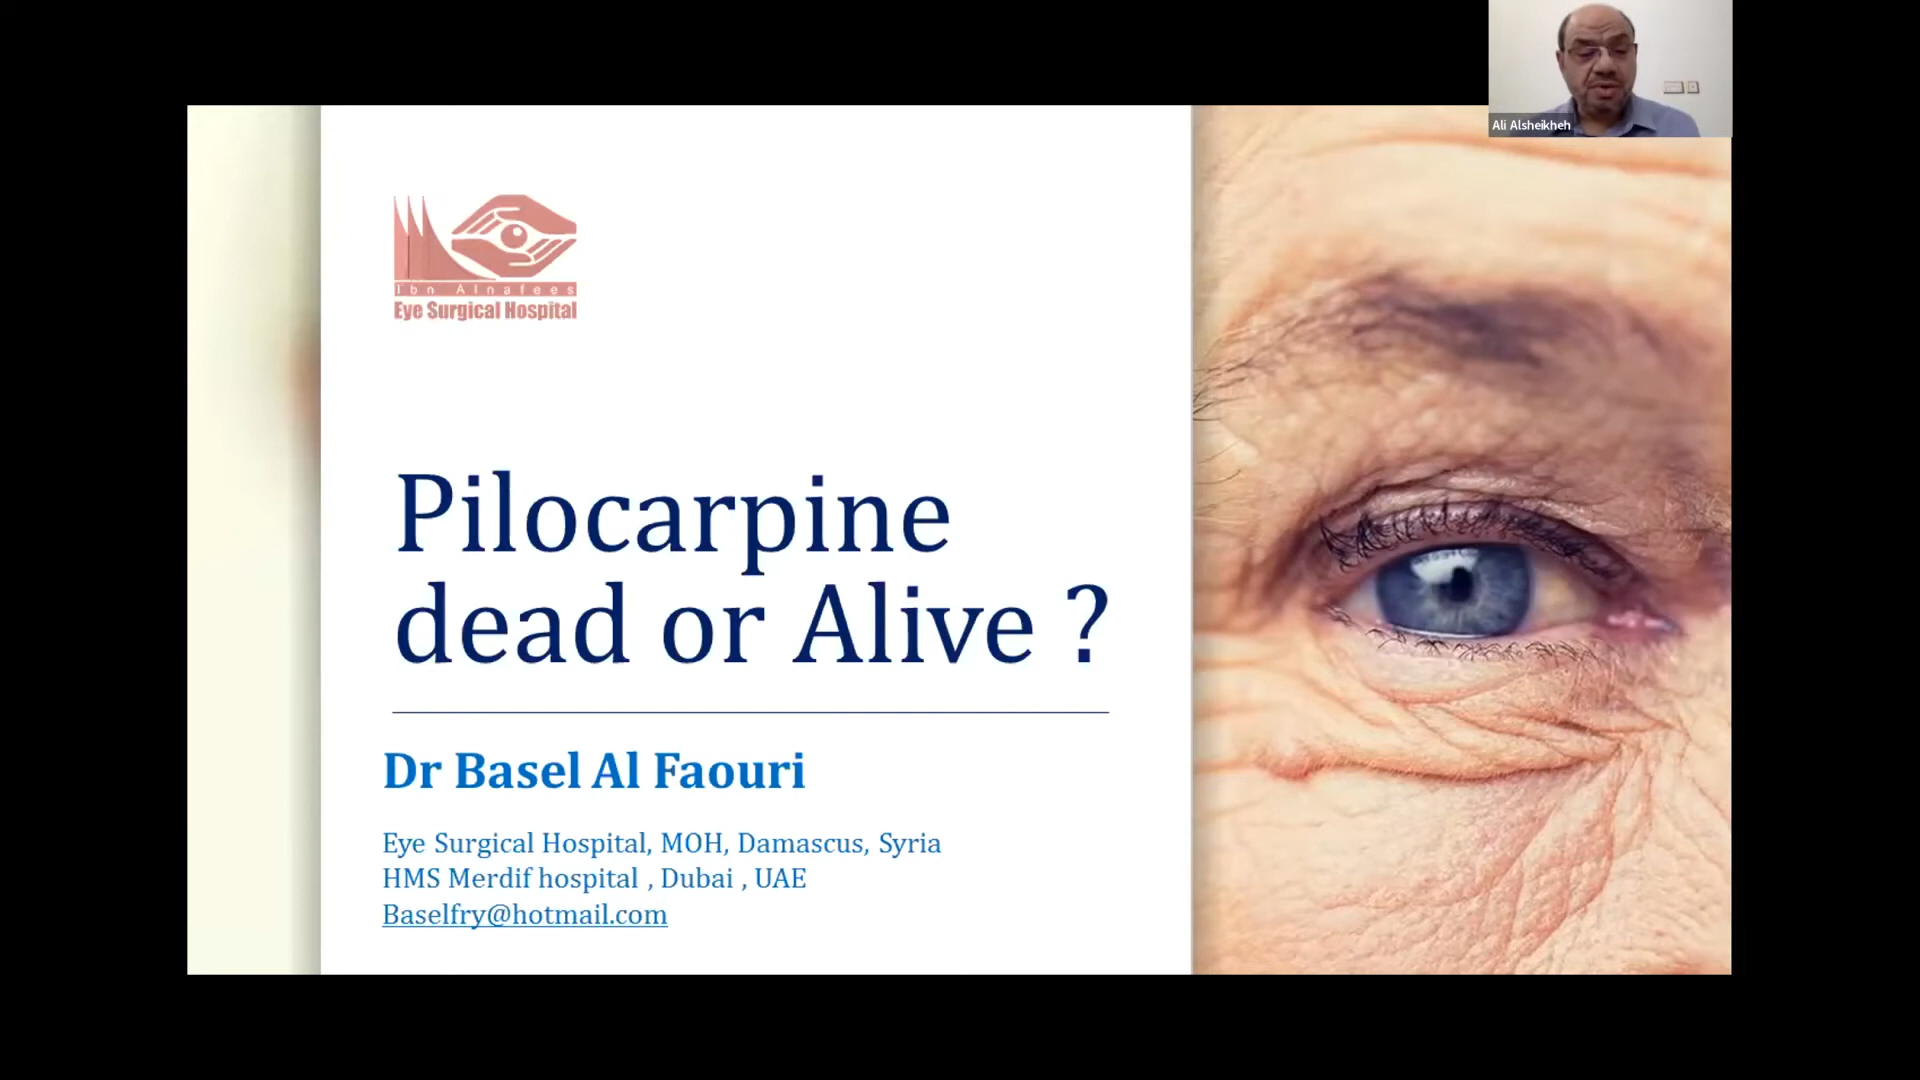 Ali Alsheikheh
Ibn Alnafees
Eye Surgical Hospital
Pilocarpine
dead or Alive ?
Dr Basel Al Faouri
Eye Surgical Hospital, MOH, Damascus, Syria
HMS Merdif hospital , Dubai , UAE
Baselfry@hotmail.com